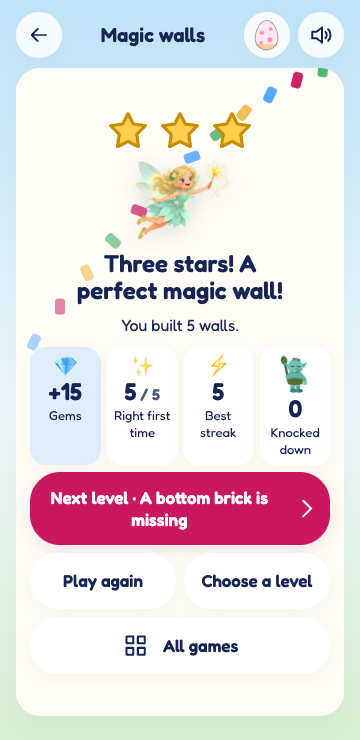 Magic walls
Three stars! A
perfect magic wall!
You built 5 walls.
+15
Gems
5 / 5
Right first
time
5
Best
streak
0
Knocked
down
Next level · A bottom brick is
missing
Play again
Choose a level
All games